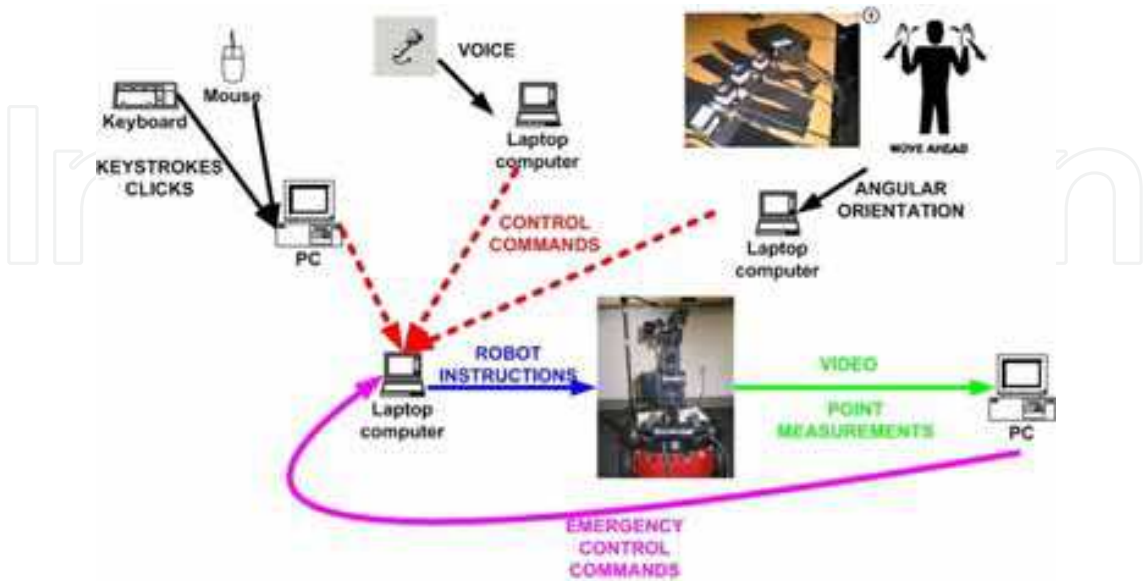 VOICE
Mouse
Keyboard
KEYSTROKES
CLICKS
PC
Laptop
computer
MOVE AHEAD
ANGULAR
ORIENTATION
Laptop
computer
CONTROL
COMMANDS
ROBOT
INSTRUCTIONS
Laptop
computer
VIDEO
POINT
MEASUREMENTS
PC
EMERGENCY
CONTROL
COMMANDS